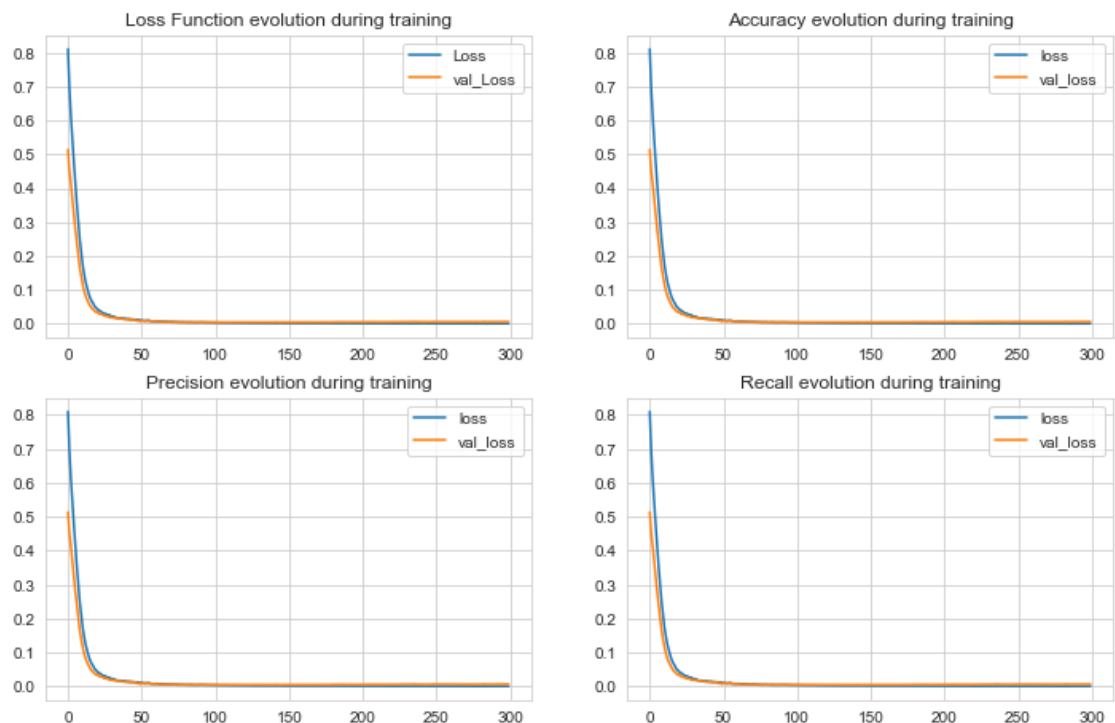 Loss Function evolution during training
Loss
val_Loss
0.8
0.7
0.6
0.5
0.4
0.3
0.2
0.1
0.0
0 50 100 150 200 250 300
Accuracy evolution during training
loss
val_loss
0.8
0.7
0.6
0.5
0.4
0.3
0.2
0.1
0.0
0 50 100 150 200 250 300
Precision evolution during training
loss
val_loss
0.8
0.7
0.6
0.5
0.4
0.3
0.2
0.1
0.0
0 50 100 150 200 250 300
Recall evolution during training
loss
val_loss
0.8
0.7
0.6
0.5
0.4
0.3
0.2
0.1
0.0
0 50 100 150 200 250 300